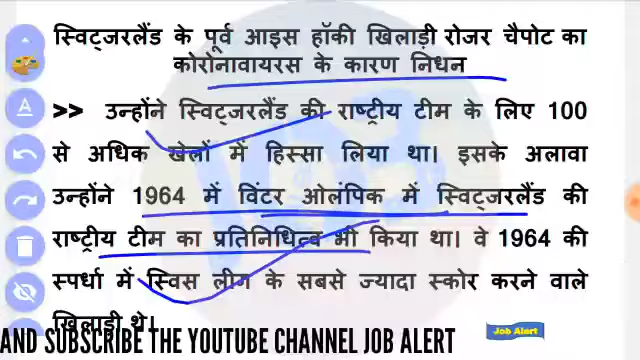 स्विट्जरलैंड के पूर्व आइस हॉकी खिलाड़ी रोजर चैपोट का
कोरोनावायरस के कारण निधन
>> उन्होंने स्विट्जरलैंड की राष्ट्रीय टीम के लिए 100
से अधिक खेलों में हिस्सा लिया था। इसके अलावा
उन्होंने 1964 में विंटर ओलंपिक में स्विट्जरलैंड की
राष्ट्रीय टीम का प्रतिनिधित्व भी किया था। वे 1964 की
स्पर्धा में स्विस लीग के सबसे ज्यादा स्कोर करने वाले
खिलाड़ी थे।
AND SUBSCRIBE THE YOUTUBE CHANNEL JOB ALERT
Job Alert